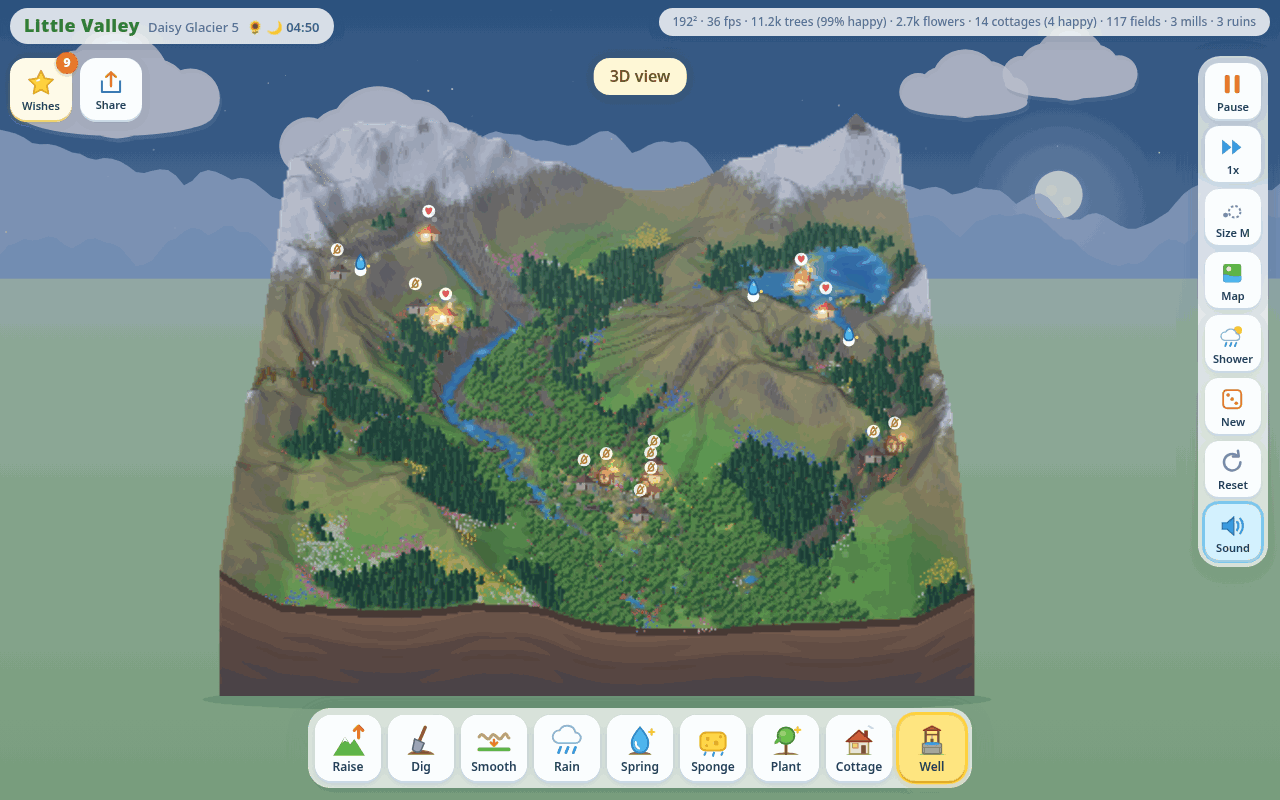 Little Valley Daisy Glacier 5 04:50
192² · 36 fps · 11.2k trees (99% happy) · 2.7k flowers · 14 cottages (4 happy) · 117 fields · 3 mills · 3 ruins
9
Wishes
Share
3D view
Pause
1x
Size M
Map
Shower
New
Reset
Sound
Raise
Dig
Smooth
Rain
Spring
Sponge
Plant
Cottage
Well